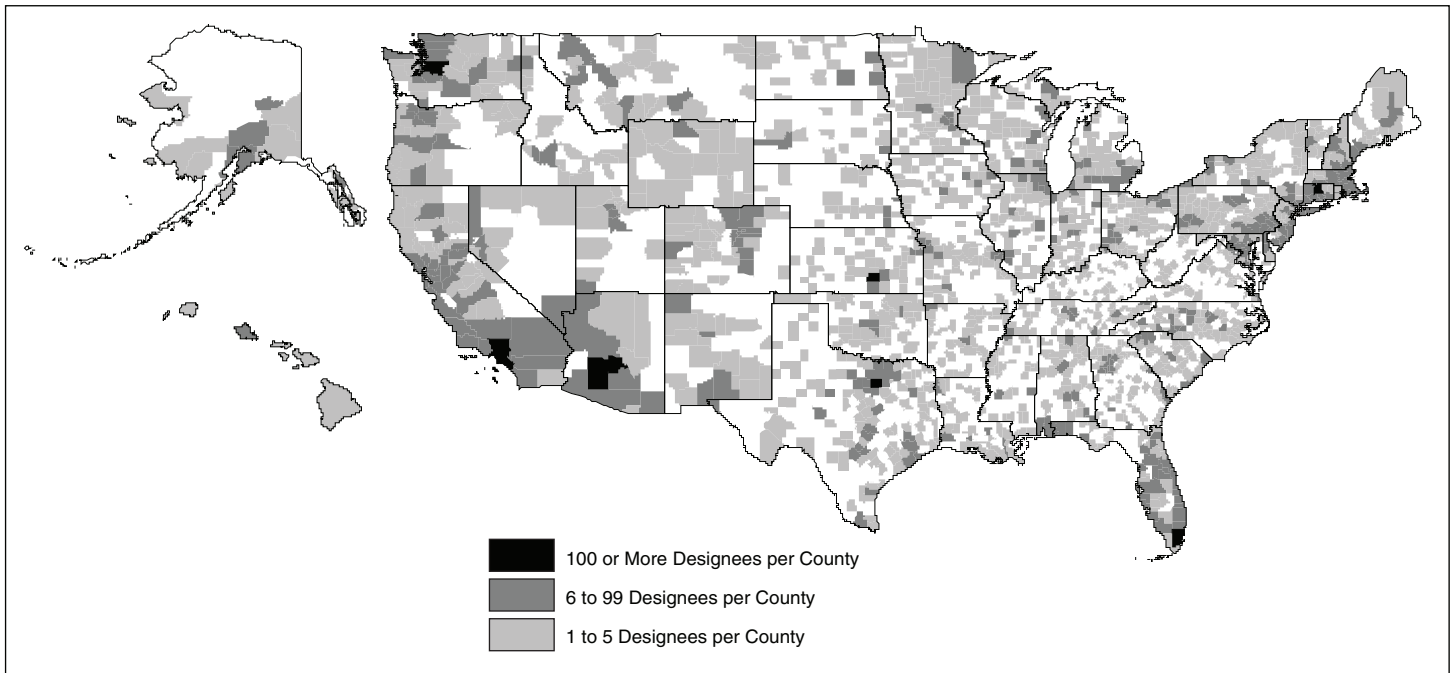 100 or More Designees per County
6 to 99 Designees per County
1 to 5 Designees per County